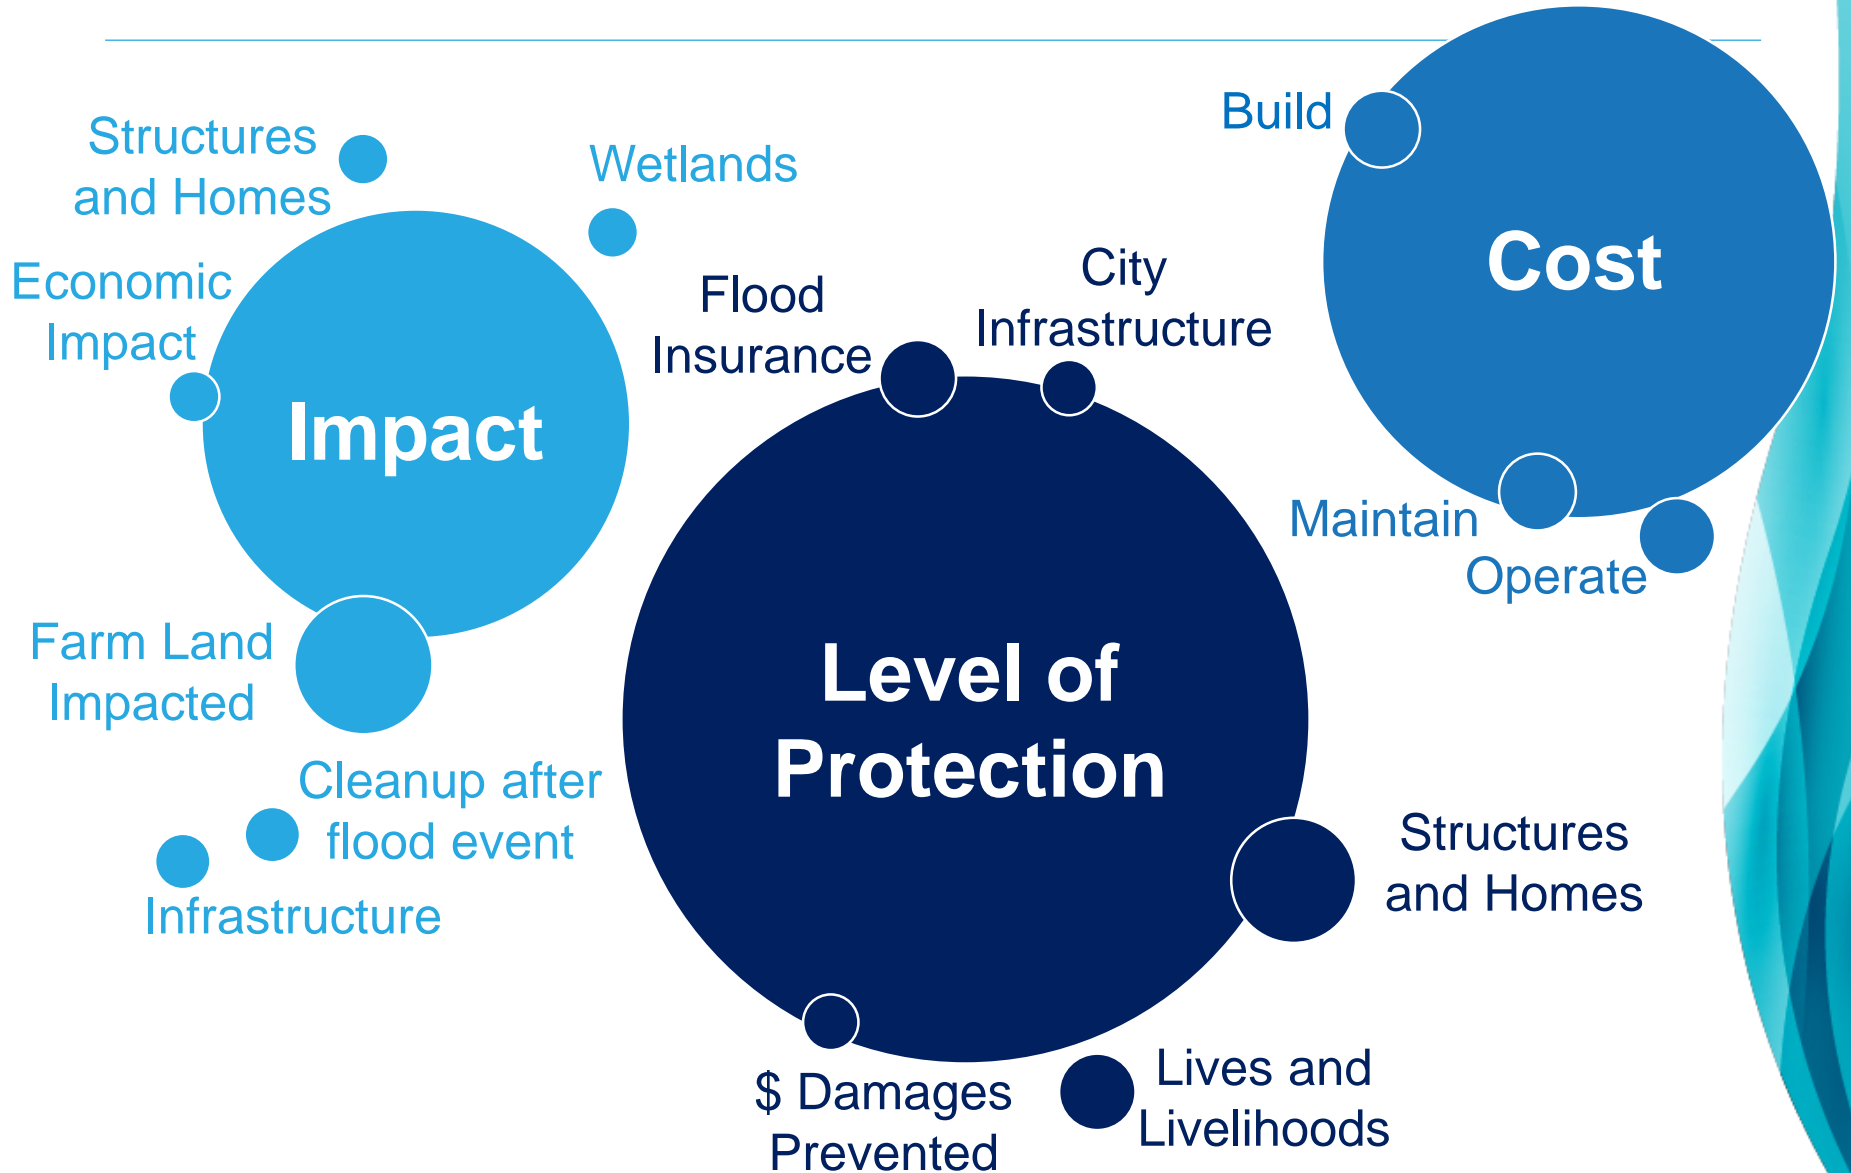 Structures
and Homes
Wetlands
Economic
Impact
Impact
Farm Land
Impacted
Cleanup after
flood event
Infrastructure
Flood
Insurance
City
Infrastructure
Level of
Protection
Structures
and Homes
$ Damages
Prevented
Lives and
Livelihoods
Build
Cost
Maintain
Operate